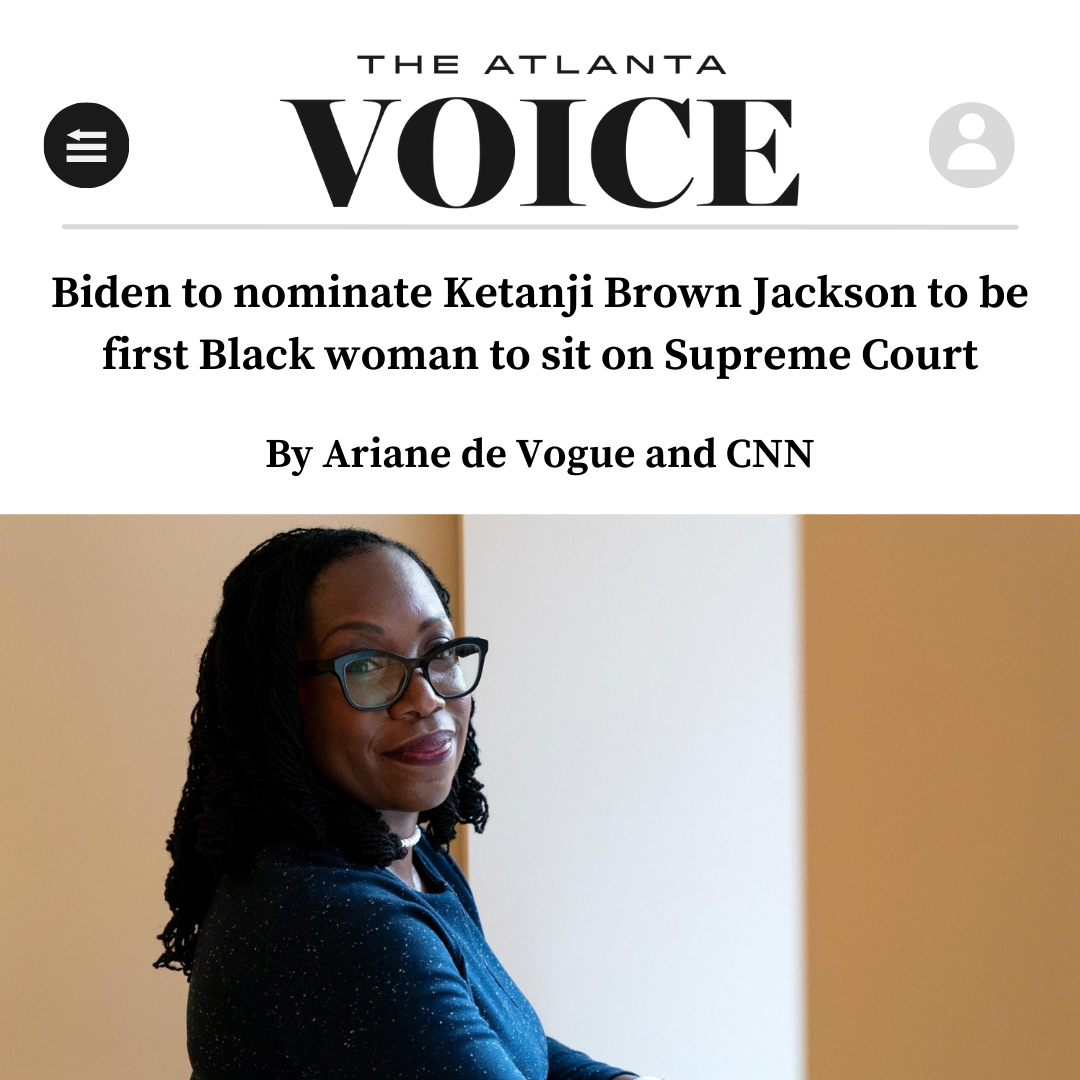 THE ATLANTA
VOICE
Biden to nominate Ketanji Brown Jackson to be
first Black woman to sit on Supreme Court
By Ariane de Vogue and CNN